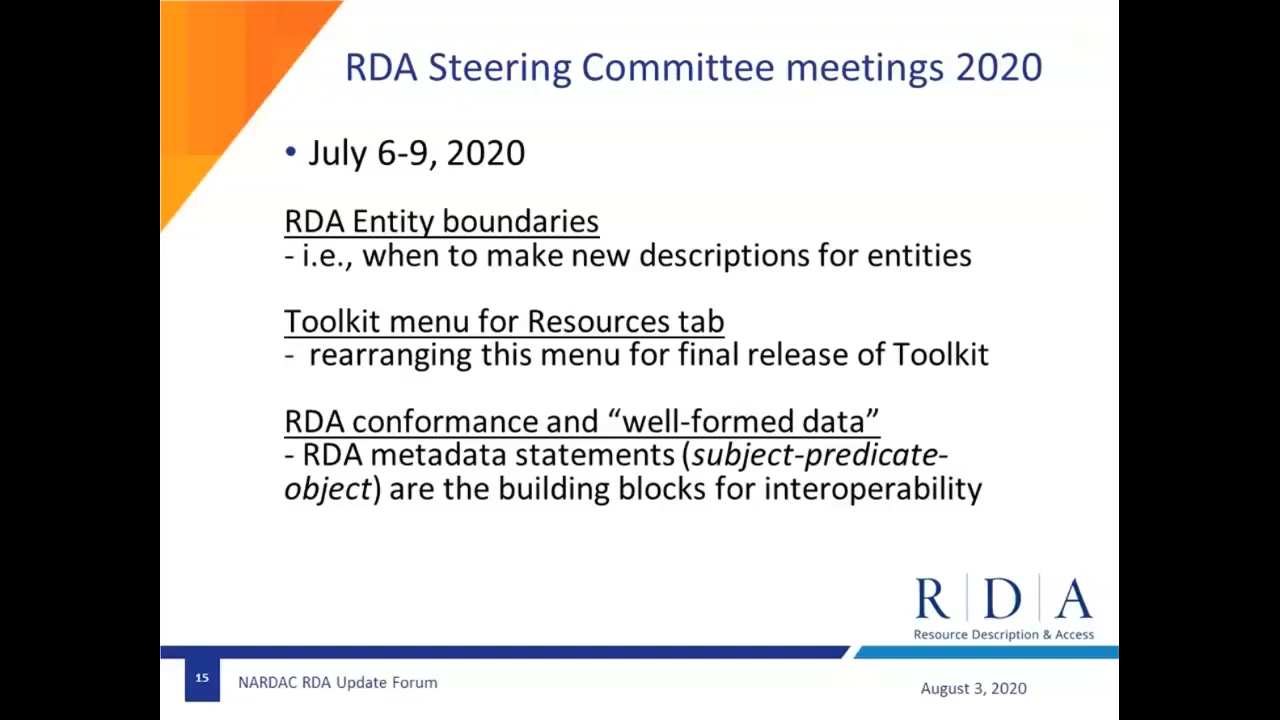 RDA Steering Committee meetings 2020
• July 6-9, 2020
RDA Entity boundaries
- i.e., when to make new descriptions for entities
Toolkit menu for Resources tab
- rearranging this menu for final release of Toolkit
RDA conformance and “well-formed data”
- RDA metadata statements (subject-predicate-
object) are the building blocks for interoperability
R|D|A
Resource Description & Access
15
NARDAC RDA Update Forum
August 3, 2020